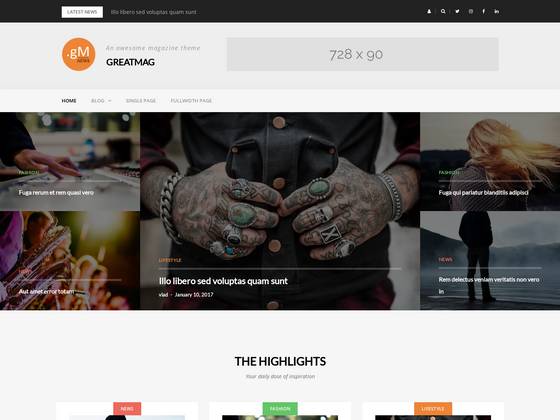 LATEST NEWS
Illo libero sed voluptas quam sunt
.gM
NEWS
An awesome magazine theme
GREATMAG
728 x 90
HOME
BLOG
SINGLE PAGE
FULLWIDTH PAGE
FASHION
Fuga rerum et rem quasi vero
NEWS
Aut amet error totam
LIFESTYLE
Illo libero sed voluptas quam sunt
vlad - January 10, 2017
FASHION
Fuga qui pariatur blanditiis adipisci
NEWS
Rem delectus veniam veritatis non vero
in
THE HIGHLIGHTS
Your daily dose of inspiration
NEWS
FASHION
LIFESTYLE